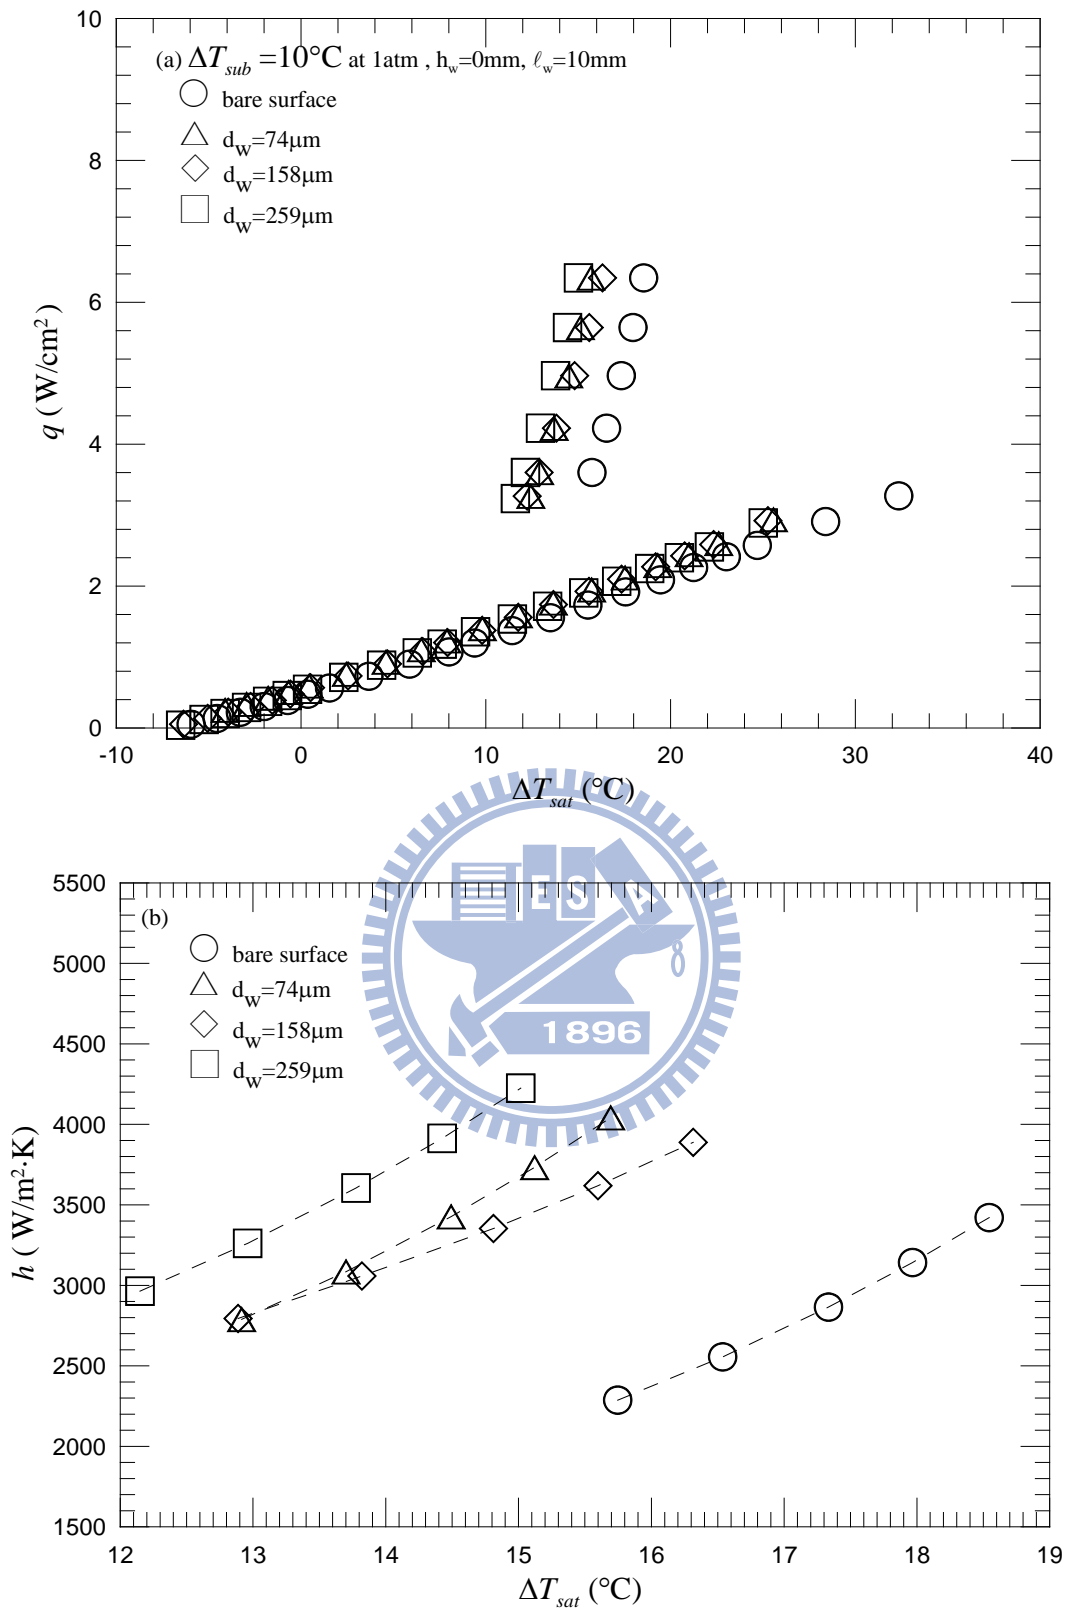 10
(a) ΔT_sub =10°C at 1atm , h_w=0mm, ℓ_w=10mm
bare surface
d_w=74μm
d_w=158μm
d_w=259μm
8
6
4
2
0
q ( W/cm²)
-10 0 10 20 30 40
ΔT_sat (°C)
E S A
1896
5500
(b)
bare surface
d_w=74μm
d_w=158μm
d_w=259μm
5000
4500
4000
3500
3000
2500
2000
1500
h ( W/m²·K)
12 13 14 15 16 17 18 19
ΔT_sat (°C)